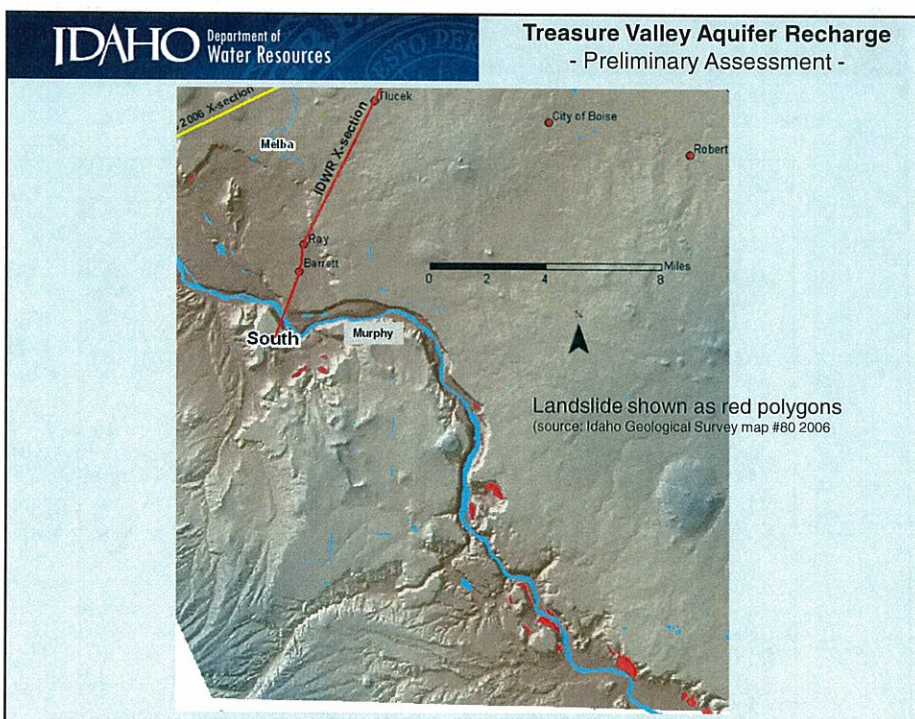 IDAHO Department of
Water Resources
Treasure Valley Aquifer Recharge
- Preliminary Assessment -
2006 X-section
Tlucek
City of Boise
Melba
IDWR X-section
Robert
Ray
Barrett
Miles
0 2 4 8
South
Murphy
N
Landslide shown as red polygons
(source: Idaho Geological Survey map #80 2006